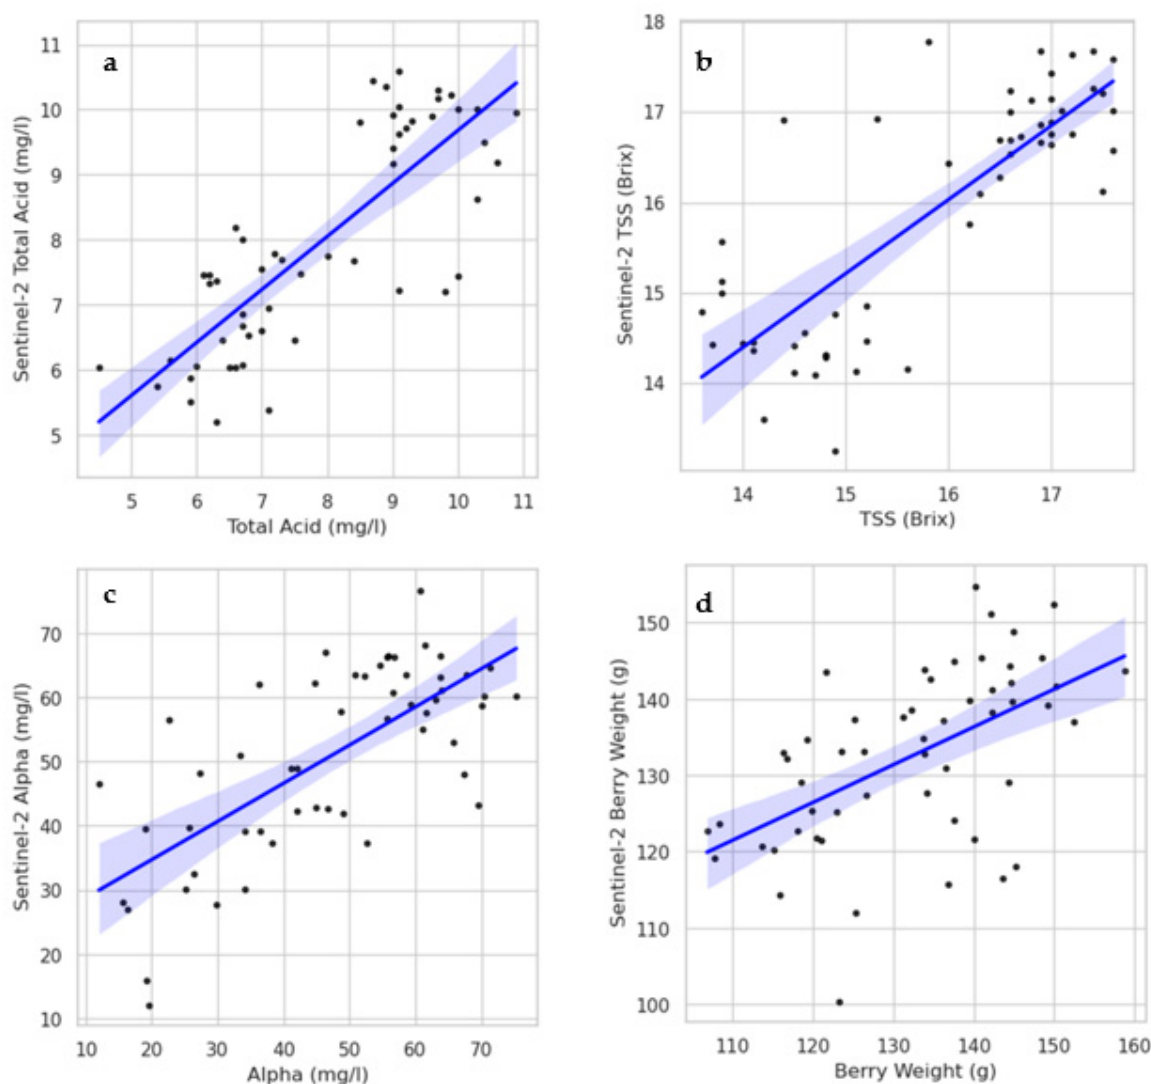 a
Sentinel-2 Total Acid (mg/l)
11
10
9
8
7
6
5
5 6 7 8 9 10 11
Total Acid (mg/l)
b
Sentinel-2 TSS (Brix)
18
17
16
15
14
14 15 16 17
TSS (Brix)
c
Sentinel-2 Alpha (mg/l)
70
60
50
40
30
20
10
10 20 30 40 50 60 70
Alpha (mg/l)
d
Sentinel-2 Berry Weight (g)
150
140
130
120
110
100
110 120 130 140 150 160
Berry Weight (g)